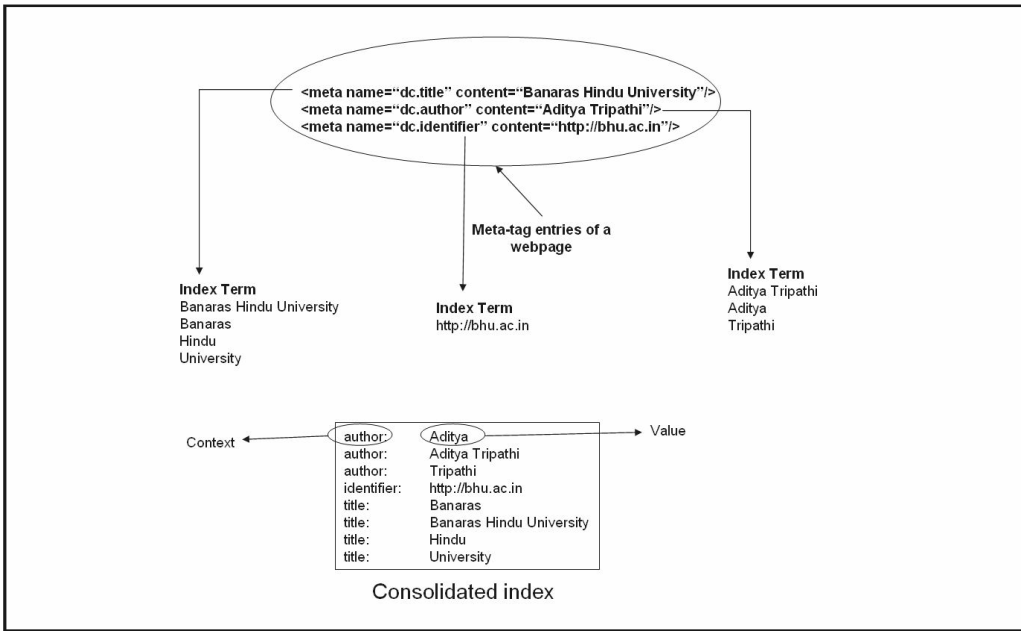 <meta name=“dc.title” content=“Banaras Hindu University”/>
<meta name=“dc.author” content=“Aditya Tripathi”/>
<meta name=“dc.identifier” content=“http://bhu.ac.in”/>
Meta-tag entries of a
webpage
Index Term
Banaras Hindu University
Banaras
Hindu
University
Index Term
http://bhu.ac.in
Index Term
Aditya Tripathi
Aditya
Tripathi
Context
author: Aditya
Value
author: Aditya Tripathi
author: Tripathi
identifier: http://bhu.ac.in
title: Banaras
title: Banaras Hindu University
title: Hindu
title: University
Consolidated index